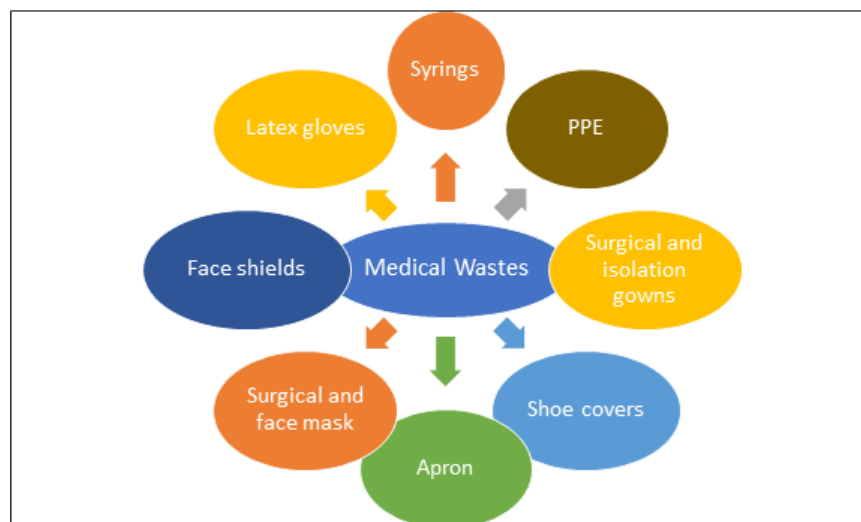 Syrings
Latex gloves
PPE
Face shields
Medical Wastes
Surgical and
isolation
gowns
Surgical and
face mask
Shoe covers
Apron